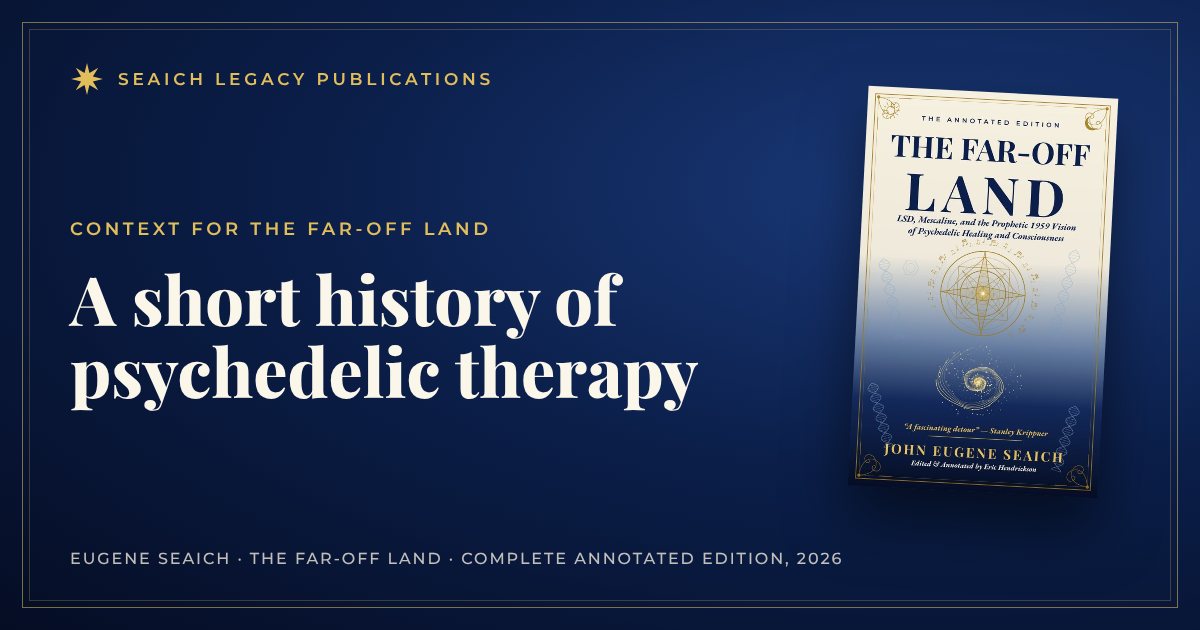 SEAICH LEGACY PUBLICATIONS
CONTEXT FOR THE FAR-OFF LAND
A short history of
psychedelic therapy
EUGENE SEAICH · THE FAR-OFF LAND · COMPLETE ANNOTATED EDITION, 2026
THE ANNOTATED EDITION
THE FAR-OFF
LAND
LSD, Mescaline, and the Prophetic 1959 Vision
of Psychedelic Healing and Consciousness
"A fascinating detour" — Stanley Krippner
JOHN EUGENE SEAICH
Edited & Annotated by Eric Hendrickson